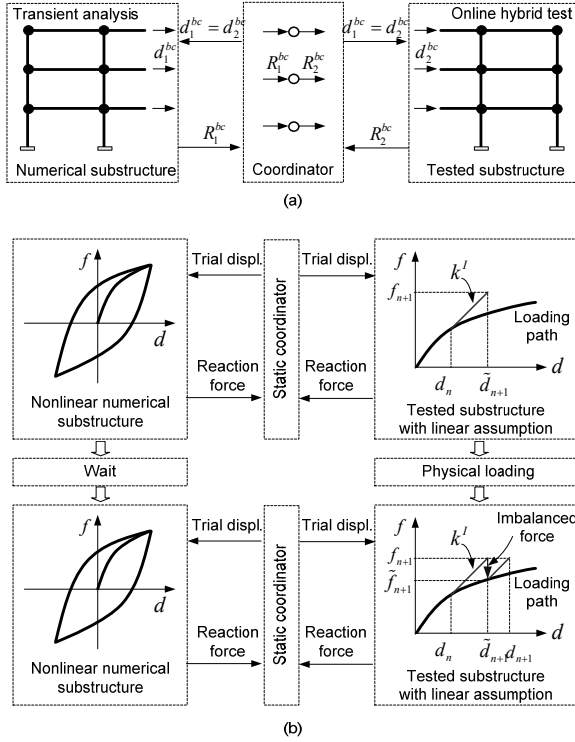 Transient analysis
Online hybrid test
d_1^{bc} = d_2^{bc}
d_1^{bc} = d_2^{bc}
d_1^{bc}
R_1^{bc} R_2^{bc}
d_2^{bc}
R_1^{bc}
R_2^{bc}
Numerical substructure
Coordinator
Tested substructure
(a)
f
d
Nonlinear numerical
substructure
Trial displ.
Trial displ.
Static coordinator
Reaction
force
Reaction
force
f
k^I
f_{n+1}
Loading
path
d
d_n
\tilde{d}_{n+1}
Tested substructure
with linear assumption
Wait
Physical loading
f
d
Nonlinear numerical
substructure
Trial displ.
Trial displ.
Static coordinator
Reaction
force
Reaction
force
f
k^I
Imbalanced
force
f_{n+1}
\tilde{f}_{n+1}
Loading
path
d
d_n
\tilde{d}_{n+1} d_{n+1}
Tested substructure
with linear assumption
(b)